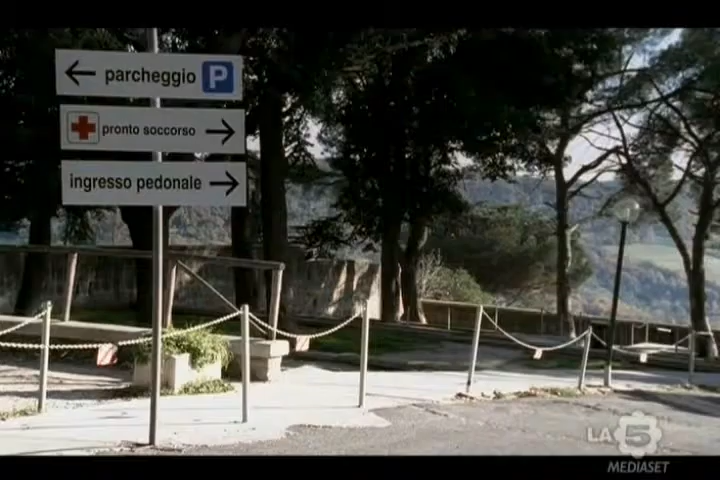 parcheggio P
pronto soccorso
ingresso pedonale
LA 5
MEDIASET